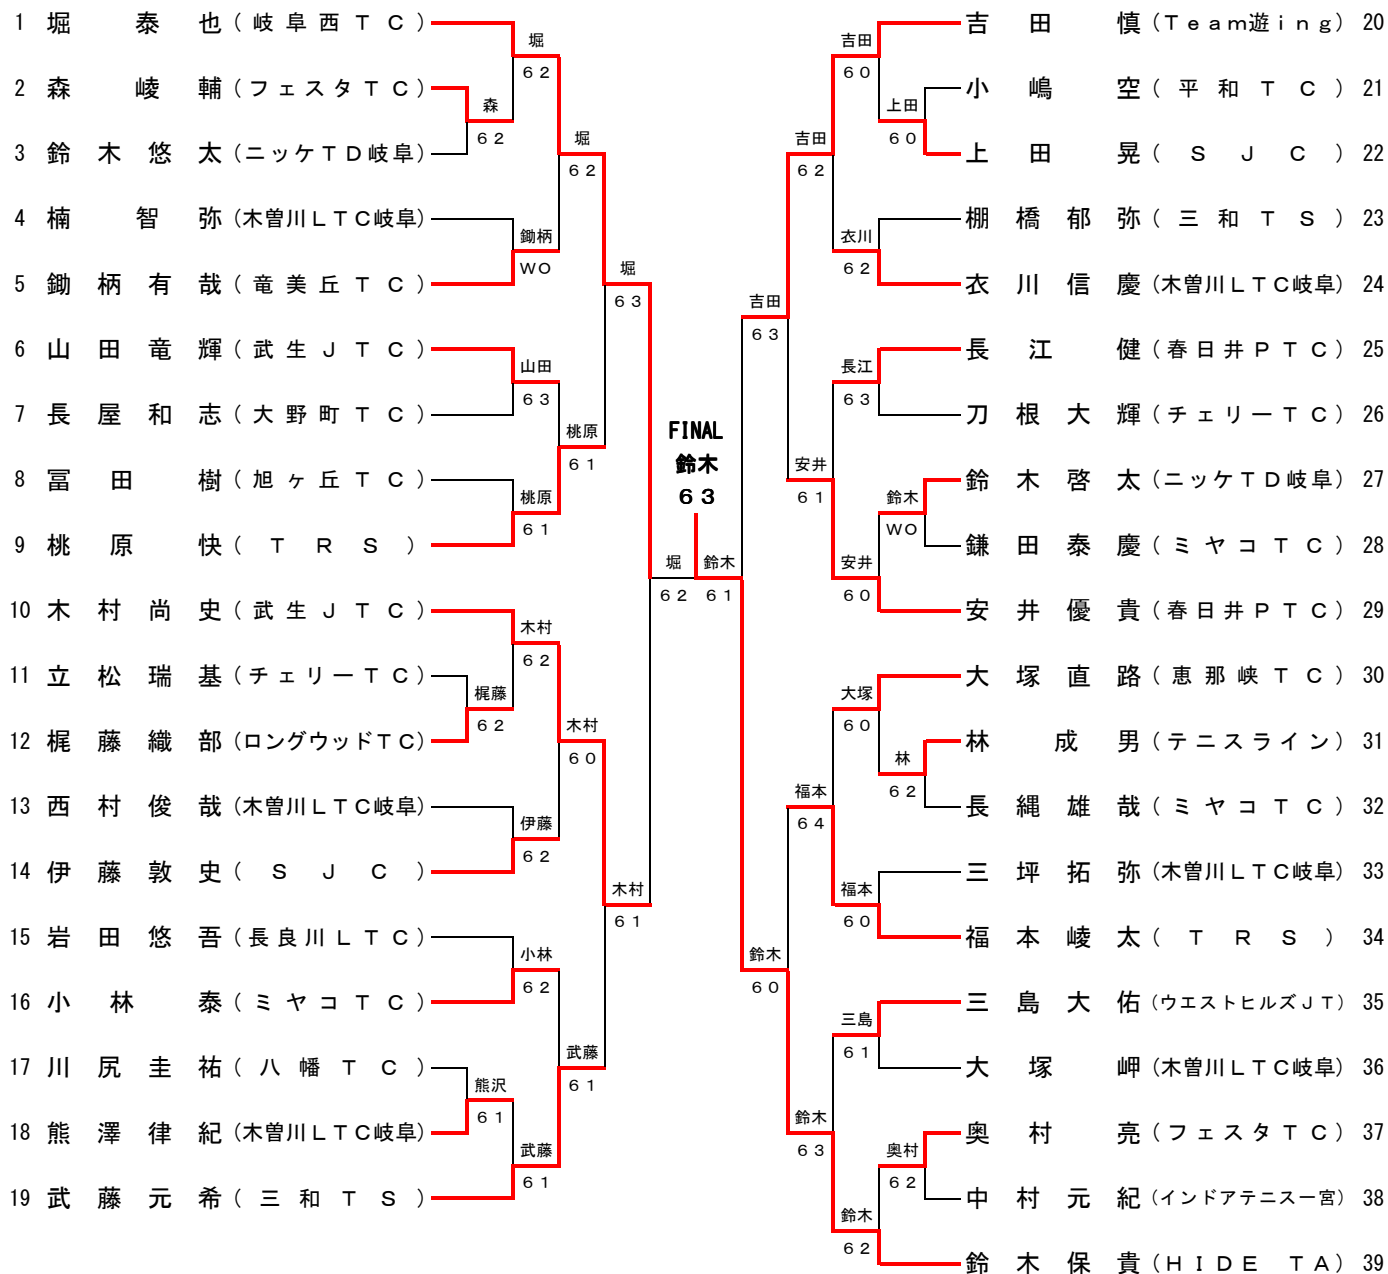 1 堀 泰 也 (岐阜西TC)
2 森 崚 輔 (フェスタTC)
3 鈴木悠太 (ニッケTD岐阜)
4 楠 智 弥 (木曽川LTC岐阜)
5 鋤柄有哉 (竜美丘TC)
6 山田竜輝 (武生JTC)
7 長屋和志 (大野町TC)
8 冨田 樹 (旭ヶ丘TC)
9 桃原 快 (TRS)
10 木村尚史 (武生JTC)
11 立松瑞基 (チェリーTC)
12 梶藤織部 (ロングウッドTC)
13 西村俊哉 (木曽川LTC岐阜)
14 伊藤敦史 (SJC)
15 岩田悠吾 (長良川LTC)
16 小林 泰 (ミヤコTC)
17 川尻圭祐 (八幡TC)
18 熊澤律紀 (木曽川LTC岐阜)
19 武藤元希 (三和TS)
森
62
堀
62
鋤柄
WO
堀
62
山田
63
桃原
61
桃原
61
堀
63
梶藤
62
木村
62
伊藤
62
木村
60
小林
62
熊沢
61
武藤
61
武藤
61
木村
61
堀
62
FINAL
鈴木
63
鈴木
61
吉田
63
吉田
62
吉田
60
上田
60
衣川
62
安井
61
長江
63
鈴木
WO
安井
60
鈴木
60
福本
64
大塚
60
林
62
福本
60
鈴木
63
三島
61
奥村
62
鈴木
62
吉田 慎 (Team遊ing) 20
小嶋 空 (平和TC) 21
上田 晃 (SJC) 22
棚橋郁弥 (三和TS) 23
衣川信慶 (木曽川LTC岐阜) 24
長江 健 (春日井PTC) 25
刀根大輝 (チェリーTC) 26
鈴木啓太 (ニッケTD岐阜) 27
鎌田泰慶 (ミヤコTC) 28
安井優貴 (春日井PTC) 29
大塚直路 (恵那峡TC) 30
林 成 男 (テニスライン) 31
長縄雄哉 (ミヤコTC) 32
三坪拓弥 (木曽川LTC岐阜) 33
福本崚太 (TRS) 34
三島大佑 (ウエストヒルズJT) 35
大塚 岬 (木曽川LTC岐阜) 36
奥村 亮 (フェスタTC) 37
中村元紀 (インドアテニス一宮) 38
鈴木保貴 (HIDE TA) 39